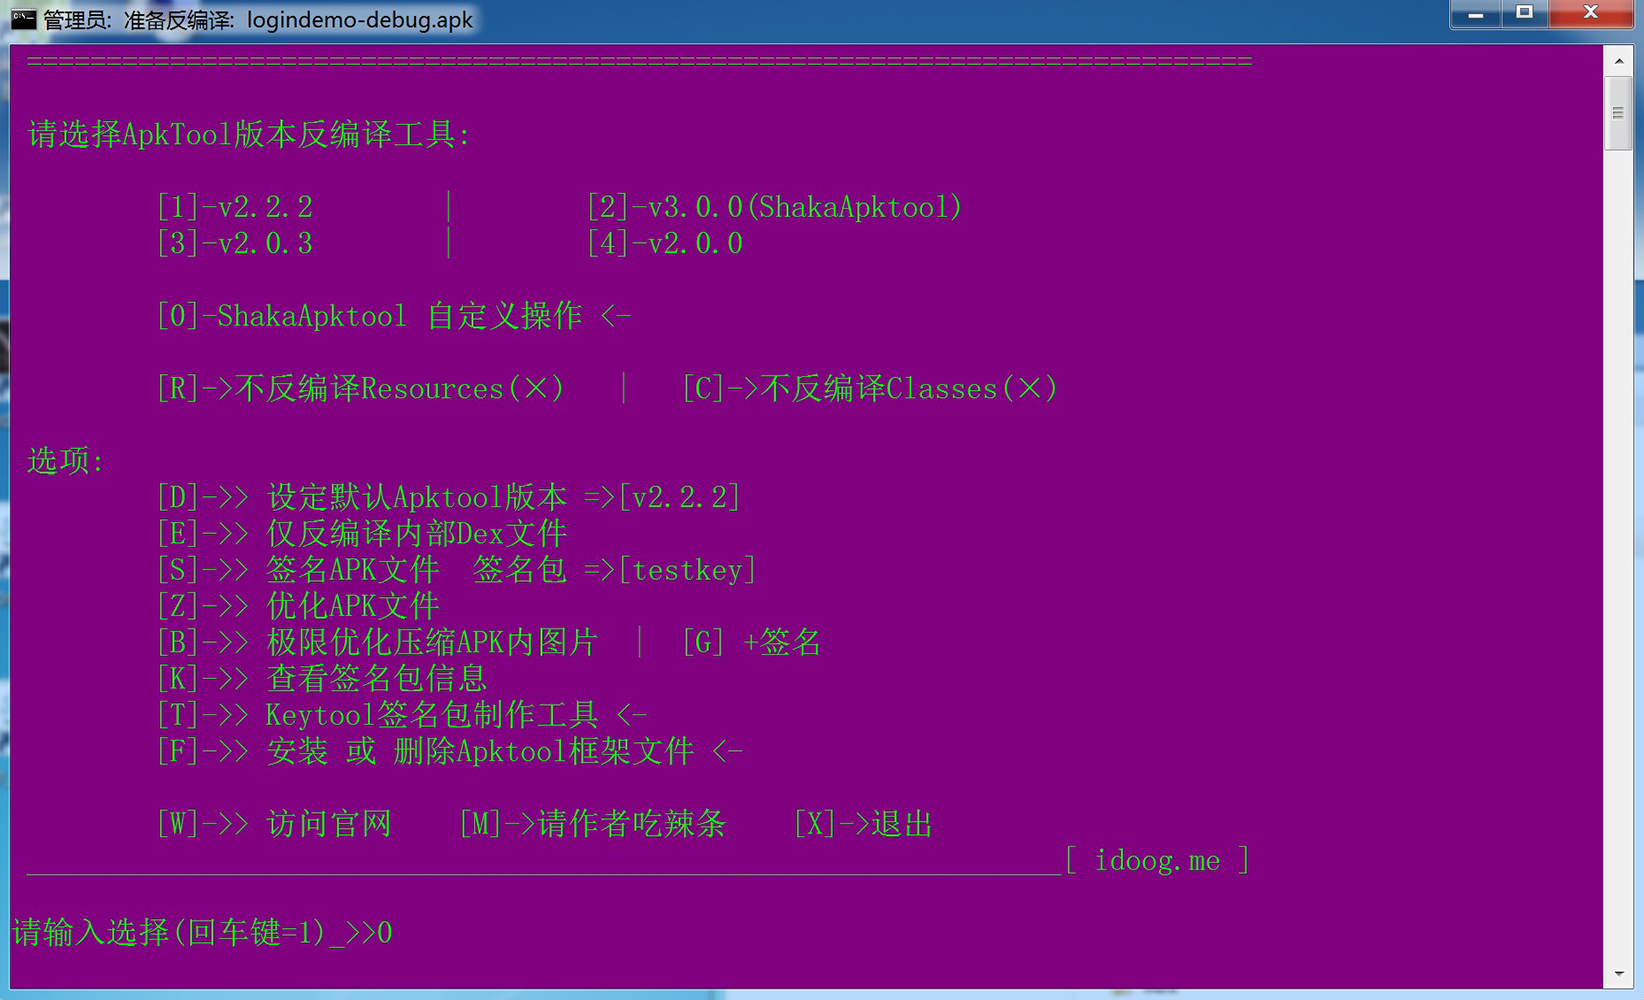 管理员: 准备反编译: logindemo-debug.apk
=============================================================================
请选择ApkTool版本反编译工具:
[1]-v2.2.2 | [2]-v3.0.0(ShakaApktool)
[3]-v2.0.3 | [4]-v2.0.0
[0]-ShakaApktool 自定义操作 <-
[R]->不反编译Resources(×) | [C]->不反编译Classes(×)
选项:
[D]->> 设定默认Apktool版本 =>[v2.2.2]
[E]->> 仅反编译内部Dex文件
[S]->> 签名APK文件 签名包 =>[testkey]
[Z]->> 优化APK文件
[B]->> 极限优化压缩APK内图片 | [G] +签名
[K]->> 查看签名包信息
[T]->> Keytool签名包制作工具 <-
[F]->> 安装 或 删除Apktool框架文件 <-
[W]->> 访问官网 [M]->请作者吃辣条 [X]->退出
_________________________________________________________________[ idoog.me ]
请输入选择(回车键=1)_>>0